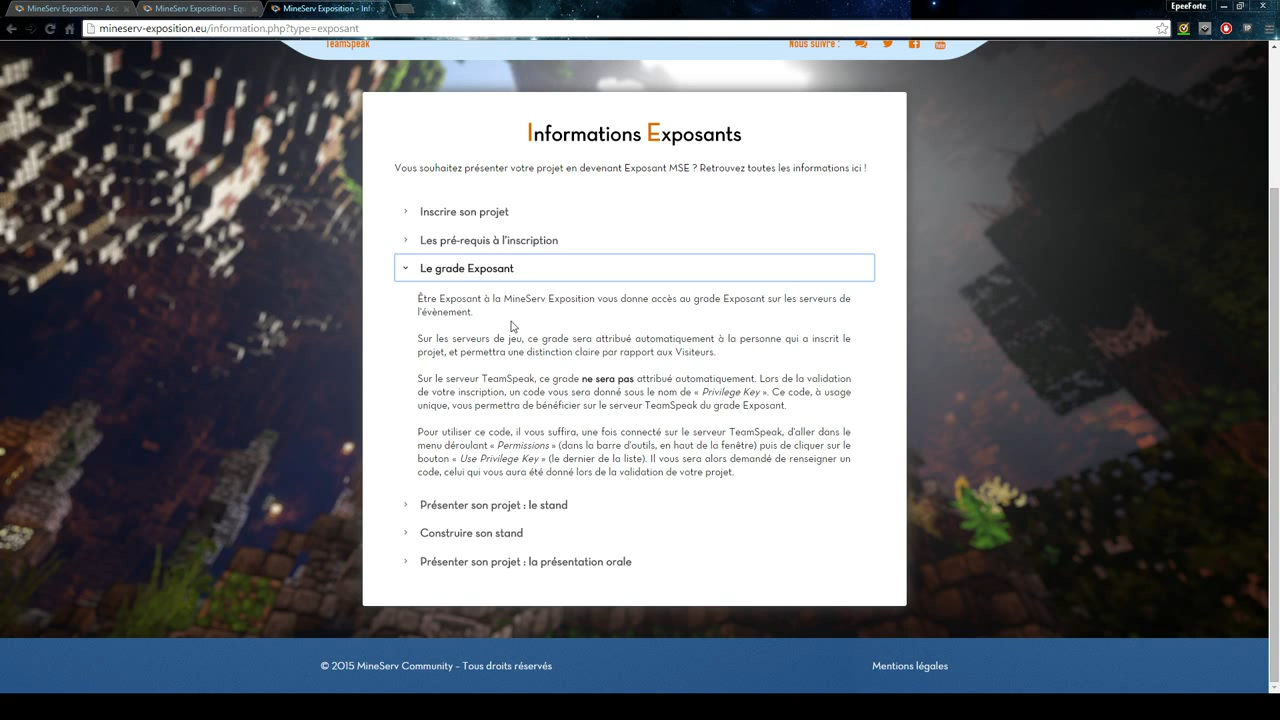 MineServ Exposition - Acc
MineServ Exposition - Equ
MineServ Exposition - Info
EpeeForte
mineserv-exposition.eu/information.php?type=exposant
TeamSpeak
Nous suivre :
Informations Exposants
Vous souhaitez présenter votre projet en devenant Exposant MSE ? Retrouvez toutes les informations ici !
Inscrire son projet
Les pré-requis à l'inscription
Le grade Exposant
Être Exposant à la MineServ Exposition vous donne accès au grade Exposant sur les serveurs de
l'évènement.
Sur les serveurs de jeu, ce grade sera attribué automatiquement à la personne qui a inscrit le
projet, et permettra une distinction claire par rapport aux Visiteurs.
Sur le serveur TeamSpeak, ce grade ne sera pas attribué automatiquement. Lors de la validation
de votre inscription, un code vous sera donné sous le nom de « Privilege Key ». Ce code, à usage
unique, vous permettra de bénéficier sur le serveur TeamSpeak du grade Exposant.
Pour utiliser ce code, il vous suffira, une fois connecté sur le serveur TeamSpeak, d'aller dans le
menu déroulant « Permissions » (dans la barre d'outils, en haut de la fenêtre) puis de cliquer sur le
bouton « Use Privilege Key » (le dernier de la liste). Il vous sera alors demandé de renseigner un
code, celui qui vous aura été donné lors de la validation de votre projet.
Présenter son projet : le stand
Construire son stand
Présenter son projet : la présentation orale
© 2015 MineServ Community - Tous droits réservés
Mentions légales